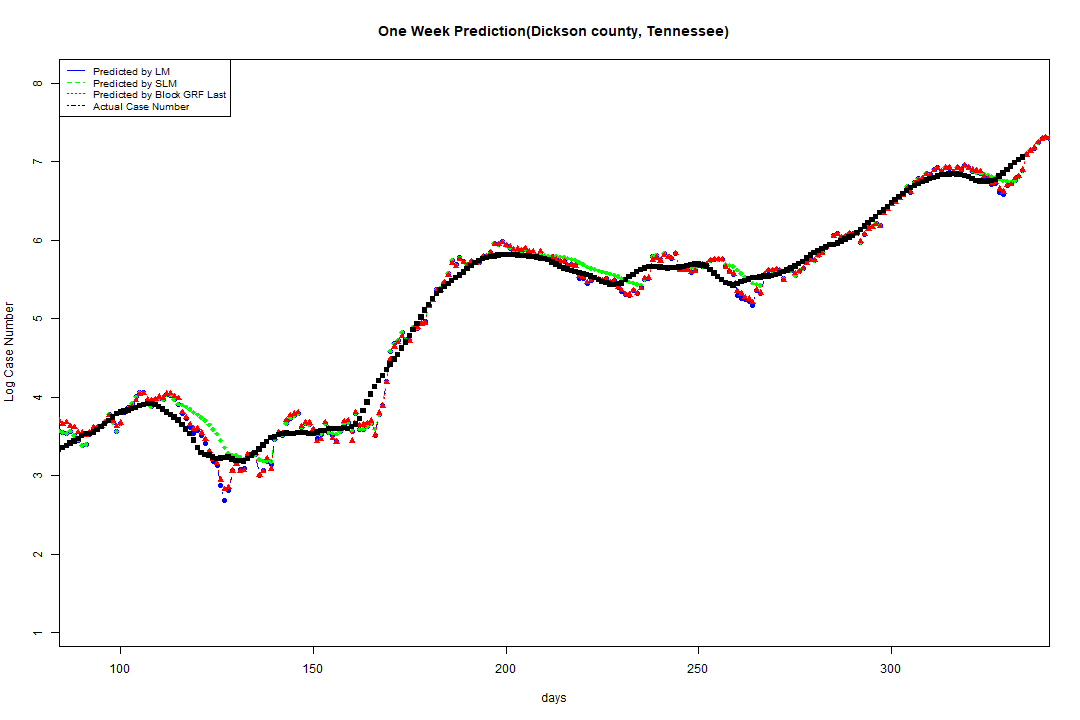 One Week Prediction(Dickson county, Tennessee)
Predicted by LM
Predicted by SLM
Predicted by Block GRF Last
Actual Case Number
8
7
6
5
4
3
2
1
Log Case Number
100 150 200 250 300
days